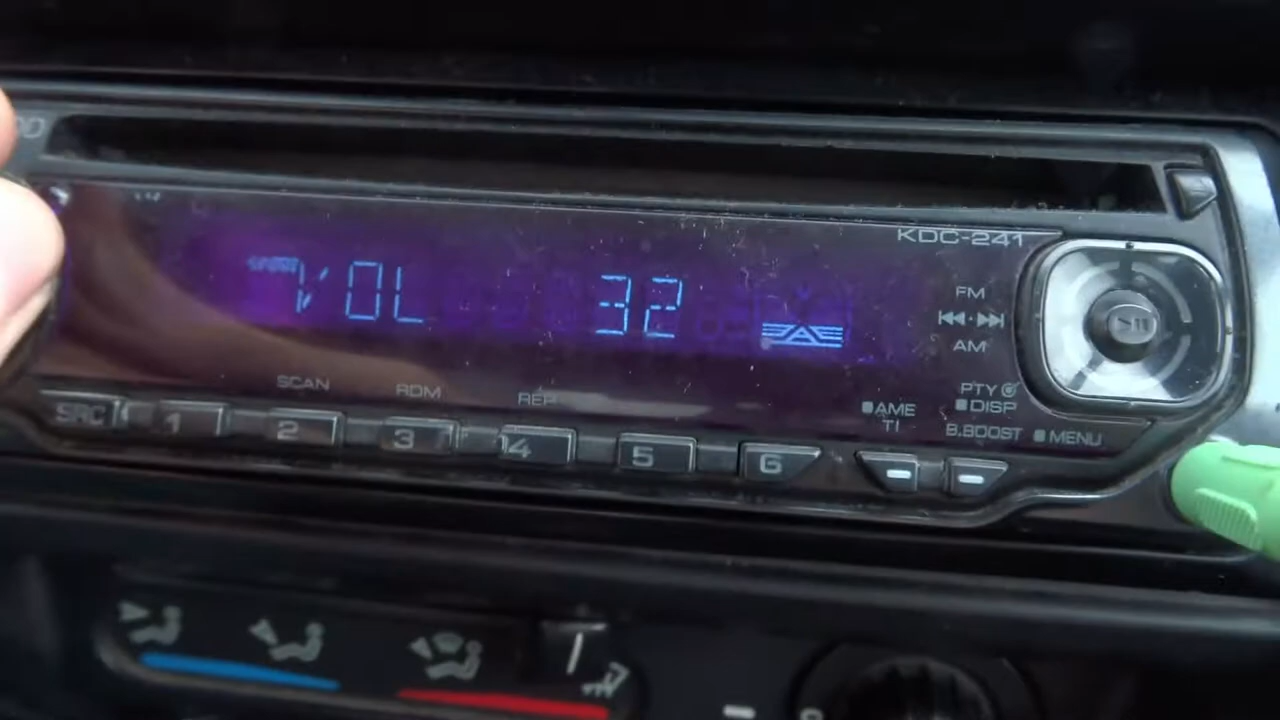 KDC-241
VOL 32
FM
AM
SCAN
RDM
REP
PTY
DISP
AME
TI
B.BOOST
MENU
SRC 1 2 3 4 5 6